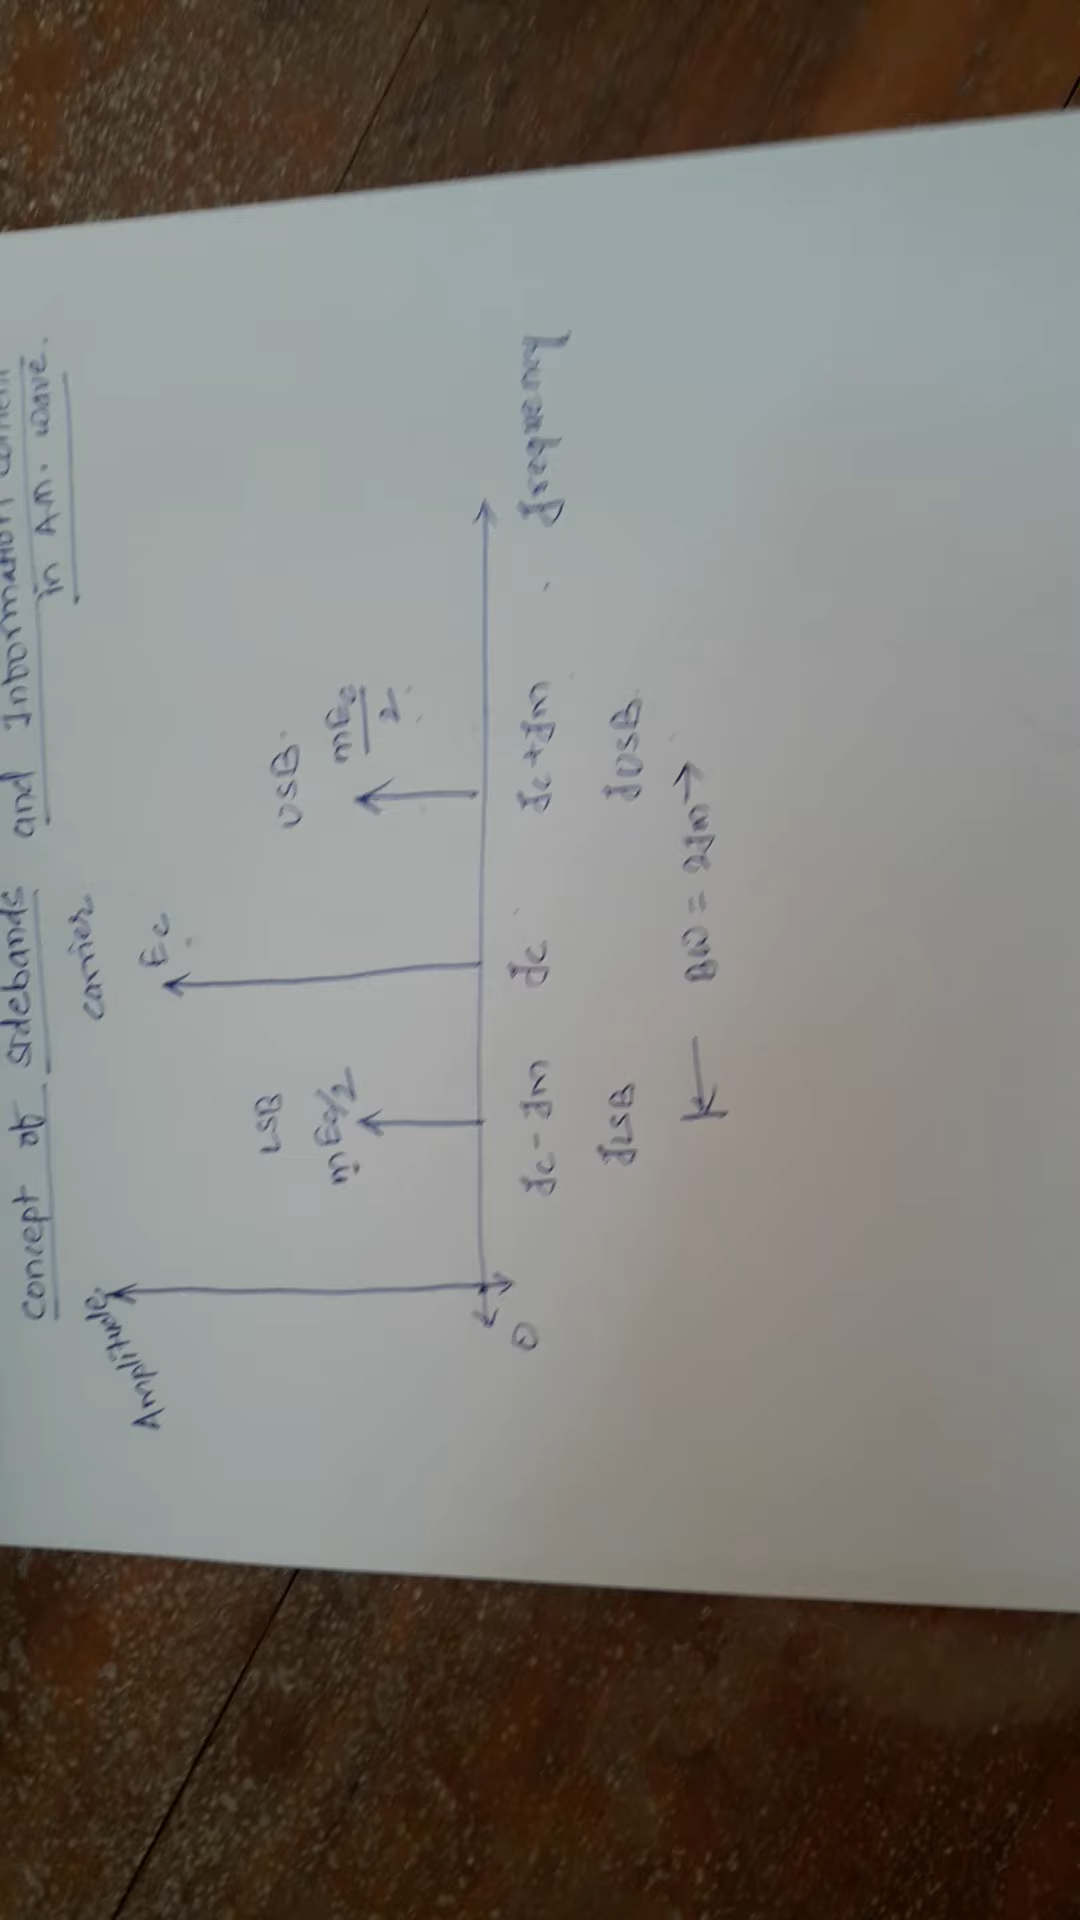 concept of sidebands and Information content
in A.M. wave.
Amplitude
carrier
Ec
LSB
USB
mEc/2
mEc/2
0
fc-fm fc fc+fm frequency
fLSB fUSB
BW = 2fm